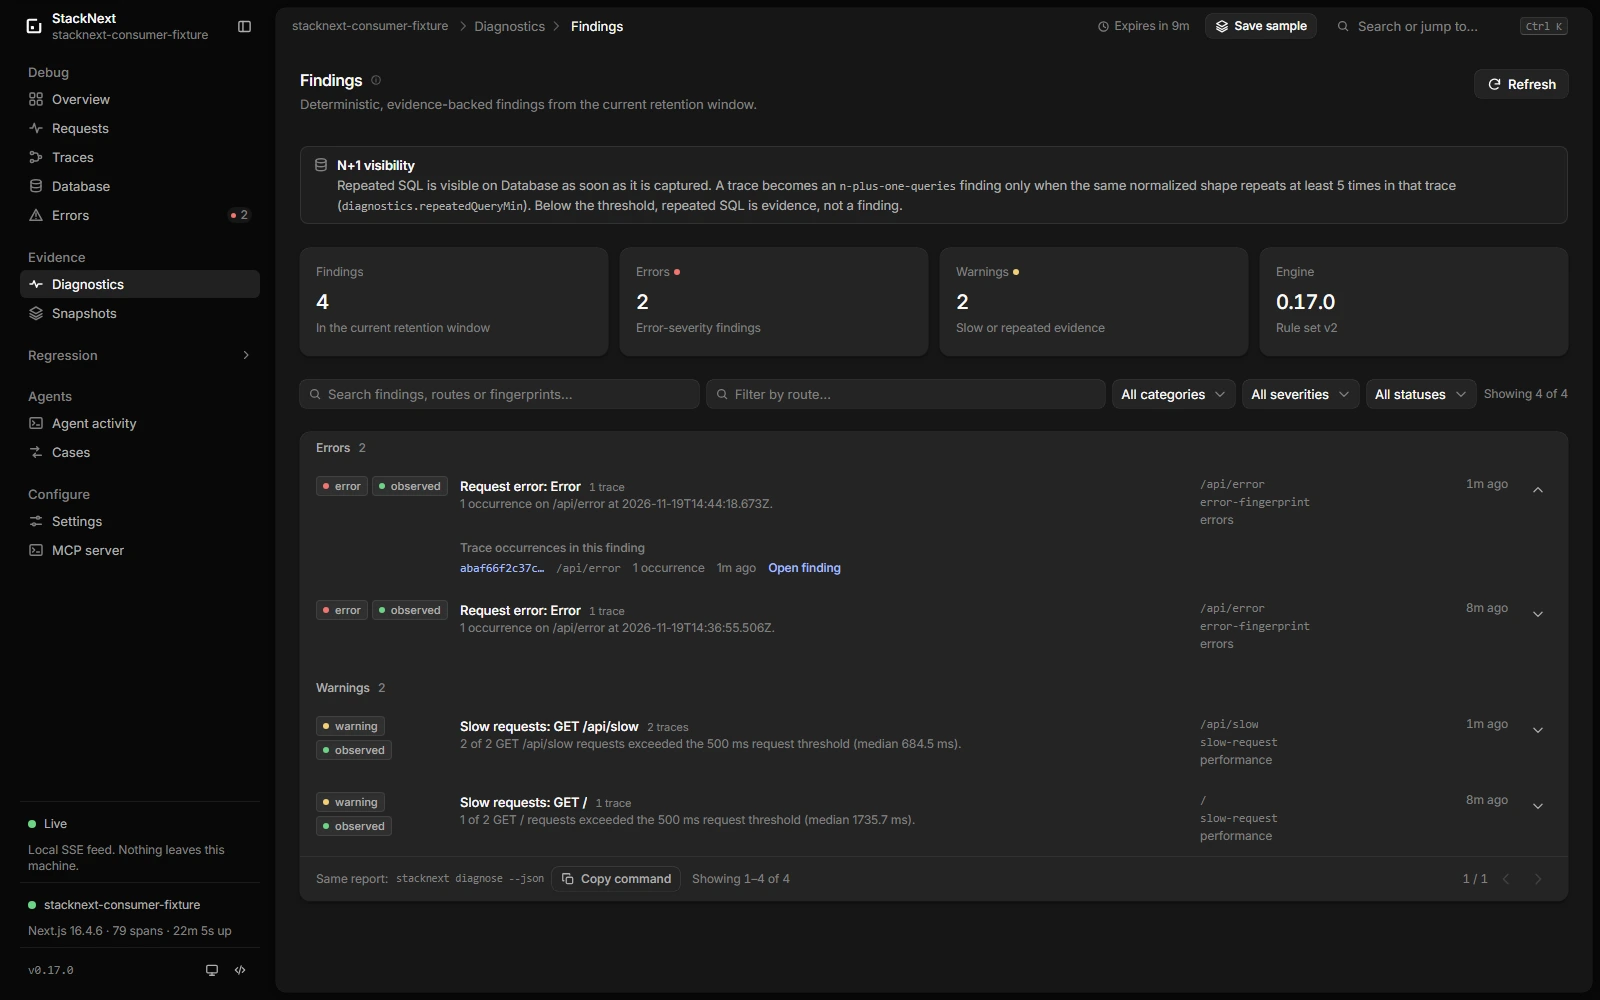 StackNext
stacknext-consumer-fixture
Debug
Overview
Requests
Traces
Database
Errors 2
Evidence
Diagnostics
Snapshots
Regression
Agents
Agent activity
Cases
Configure
Settings
MCP server
Live
Local SSE feed. Nothing leaves this
machine.
stacknext-consumer-fixture
Next.js 16.4.6 · 79 spans · 22m 5s up
v0.17.0
stacknext-consumer-fixture Diagnostics Findings
Expires in 9m Save sample Search or jump to... Ctrl K
Findings
Deterministic, evidence-backed findings from the current retention window.
Refresh
N+1 visibility
Repeated SQL is visible on Database as soon as it is captured. A trace becomes an n-plus-one-queries finding only when the same normalized shape repeats at least 5 times in that trace
(diagnostics.repeatedQueryMin). Below the threshold, repeated SQL is evidence, not a finding.
Findings
4
In the current retention window
Errors
2
Error-severity findings
Warnings
2
Slow or repeated evidence
Engine
0.17.0
Rule set v2
Search findings, routes or fingerprints... Filter by route... All categories All severities All statuses Showing 4 of 4
Errors 2
error observed Request error: Error 1 trace
1 occurrence on /api/error at 2026-11-19T14:44:18.673Z.
/api/error
error-fingerprint
errors
1m ago
Trace occurrences in this finding
abaf66f2c37c… /api/error 1 occurrence 1m ago Open finding
error observed Request error: Error 1 trace
1 occurrence on /api/error at 2026-11-19T14:36:55.506Z.
/api/error
error-fingerprint
errors
8m ago
Warnings 2
warning
observed
Slow requests: GET /api/slow 2 traces
2 of 2 GET /api/slow requests exceeded the 500 ms request threshold (median 684.5 ms).
/api/slow
slow-request
performance
1m ago
warning
observed
Slow requests: GET / 1 trace
1 of 2 GET / requests exceeded the 500 ms request threshold (median 1735.7 ms).
/
slow-request
performance
8m ago
Same report: stacknext diagnose --json Copy command Showing 1–4 of 4
1 / 1